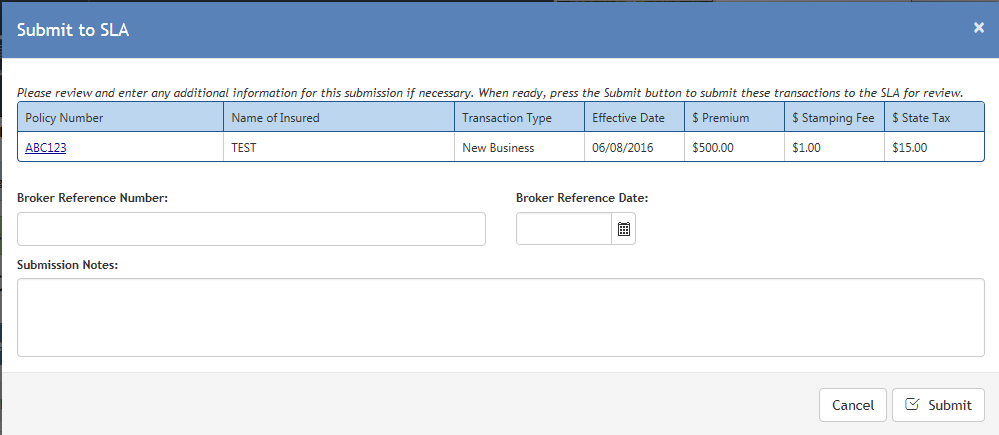 Submit to SLA ×
Please review and enter any additional information for this submission if necessary. When ready, press the Submit button to submit these transactions to the SLA for review.
Policy Number Name of Insured Transaction Type Effective Date $ Premium $ Stamping Fee $ State Tax
ABC123 TEST New Business 06/08/2016 $500.00 $1.00 $15.00
Broker Reference Number: Broker Reference Date:
Submission Notes:
Cancel Submit